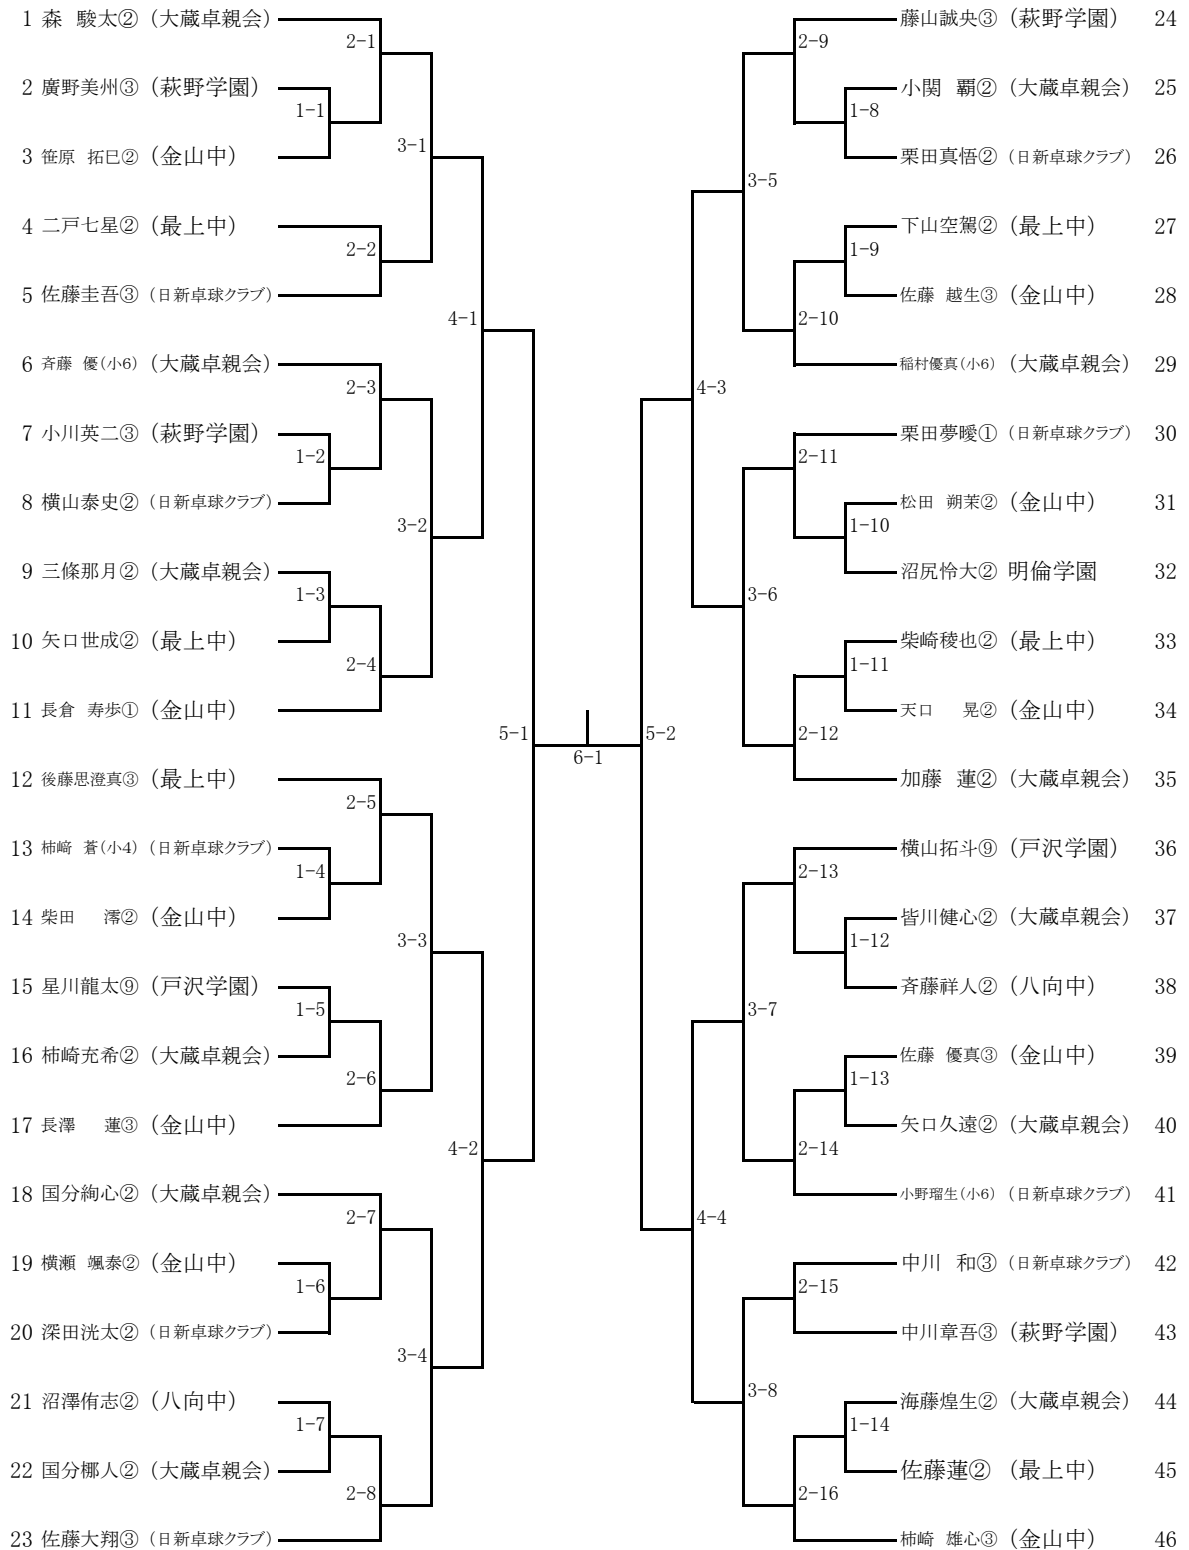 1 森 駿太② (大蔵卓親会)
2-1
2 廣野美州③ (萩野学園)
1-1
3 笹原 拓巳② (金山中)
3-1
4 二戸七星② (最上中)
2-2
5 佐藤圭吾③ (日新卓球クラブ)
4-1
6 斉藤 優(小6) (大蔵卓親会)
2-3
7 小川英二③ (萩野学園)
1-2
8 横山泰史② (日新卓球クラブ)
3-2
9 三條那月② (大蔵卓親会)
1-3
10 矢口世成② (最上中)
2-4
11 長倉 寿歩① (金山中)
5-1
12 後藤思澄真③ (最上中)
2-5
13 柿﨑 蒼(小4) (日新卓球クラブ)
1-4
14 柴田 澪② (金山中)
3-3
15 星川龍太⑨ (戸沢学園)
1-5
16 柿崎充希② (大蔵卓親会)
2-6
17 長澤 蓮③ (金山中)
4-2
18 国分絢心② (大蔵卓親会)
2-7
19 横瀬 颯泰② (金山中)
1-6
20 深田洸太② (日新卓球クラブ)
3-4
21 沼澤侑志② (八向中)
1-7
22 国分梛人② (大蔵卓親会)
2-8
23 佐藤大翔③ (日新卓球クラブ)
6-1
藤山誠央③ (萩野学園) 24
2-9
小関 覇② (大蔵卓親会) 25
1-8
栗田真悟② (日新卓球クラブ) 26
3-5
下山空駕② (最上中) 27
1-9
佐藤 越生③ (金山中) 28
2-10
稲村優真(小6) (大蔵卓親会) 29
4-3
栗田夢曖① (日新卓球クラブ) 30
2-11
松田 朔茉② (金山中) 31
1-10
沼尻怜大② 明倫学園 32
3-6
柴崎稜也② (最上中) 33
1-11
天口 晃② (金山中) 34
2-12
5-2
加藤 蓮② (大蔵卓親会) 35
横山拓斗⑨ (戸沢学園) 36
2-13
皆川健心② (大蔵卓親会) 37
1-12
斉藤祥人② (八向中) 38
3-7
佐藤 優真③ (金山中) 39
1-13
矢口久遠② (大蔵卓親会) 40
2-14
小野瑠生(小6) (日新卓球クラブ) 41
4-4
中川 和③ (日新卓球クラブ) 42
2-15
中川章吾③ (萩野学園) 43
3-8
海藤煌生② (大蔵卓親会) 44
1-14
佐藤蓮② (最上中) 45
2-16
柿崎 雄心③ (金山中) 46